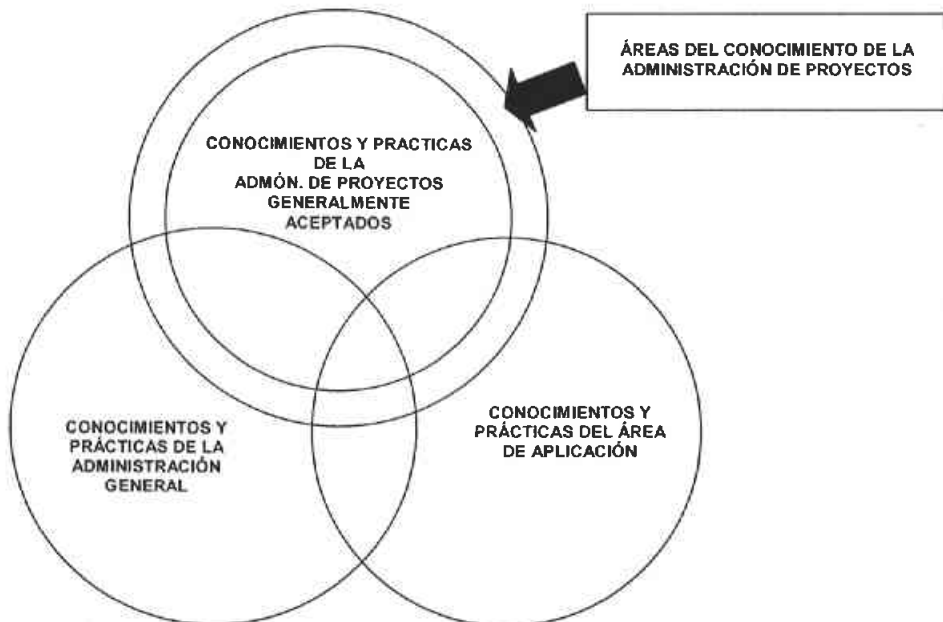 ÁREAS DEL CONOCIMIENTO DE LA
ADMINISTRACIÓN DE PROYECTOS
CONOCIMIENTOS Y PRACTICAS
DE LA
ADMÓN. DE PROYECTOS
GENERALMENTE
ACEPTADOS
CONOCIMIENTOS Y
PRÁCTICAS DE LA
ADMINISTRACIÓN
GENERAL
CONOCIMIENTOS Y
PRÁCTICAS DEL ÁREA
DE APLICACIÓN